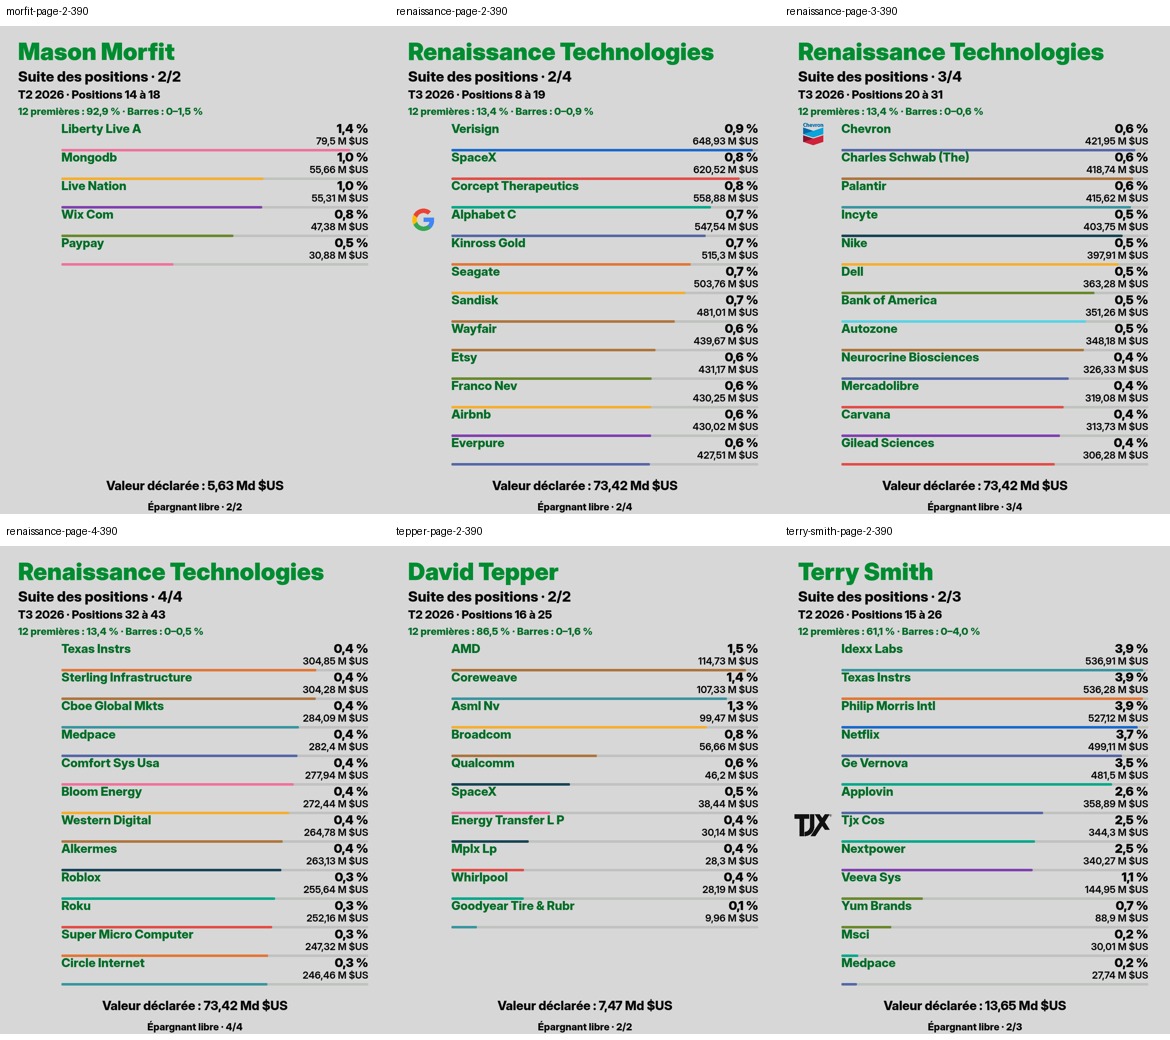 morfit-page-2-390
Mason Morfit
Suite des positions · 2/2
T2 2026 · Positions 14 à 18
12 premières : 92,9 % · Barres : 0–1,5 %
Liberty Live A 1,4 %
79,5 M $US
Mongodb 1,0 %
55,66 M $US
Live Nation 1,0 %
55,31 M $US
Wix Com 0,8 %
47,38 M $US
Paypay 0,5 %
30,88 M $US
Valeur déclarée : 5,63 Md $US
Épargnant libre · 2/2
renaissance-page-2-390
Renaissance Technologies
Suite des positions · 2/4
T3 2026 · Positions 8 à 19
12 premières : 13,4 % · Barres : 0–0,9 %
Verisign 0,9 %
648,93 M $US
SpaceX 0,8 %
620,52 M $US
Corcept Therapeutics 0,8 %
558,88 M $US
Alphabet C 0,7 %
547,54 M $US
Kinross Gold 0,7 %
515,3 M $US
Seagate 0,7 %
503,76 M $US
Sandisk 0,7 %
481,01 M $US
Wayfair 0,6 %
439,67 M $US
Etsy 0,6 %
431,17 M $US
Franco Nev 0,6 %
430,25 M $US
Airbnb 0,6 %
430,02 M $US
Everpure 0,6 %
427,51 M $US
Valeur déclarée : 73,42 Md $US
Épargnant libre · 2/4
renaissance-page-3-390
Renaissance Technologies
Suite des positions · 3/4
T3 2026 · Positions 20 à 31
12 premières : 13,4 % · Barres : 0–0,6 %
Chevron
Chevron 0,6 %
421,95 M $US
Charles Schwab (The) 0,6 %
418,74 M $US
Palantir 0,6 %
415,62 M $US
Incyte 0,5 %
403,75 M $US
Nike 0,5 %
397,91 M $US
Dell 0,5 %
363,28 M $US
Bank of America 0,5 %
351,26 M $US
Autozone 0,5 %
348,18 M $US
Neurocrine Biosciences 0,4 %
326,33 M $US
Mercadolibre 0,4 %
319,08 M $US
Carvana 0,4 %
313,73 M $US
Gilead Sciences 0,4 %
306,28 M $US
Valeur déclarée : 73,42 Md $US
Épargnant libre · 3/4
renaissance-page-4-390
Renaissance Technologies
Suite des positions · 4/4
T3 2026 · Positions 32 à 43
12 premières : 13,4 % · Barres : 0–0,5 %
Texas Instrs 0,4 %
304,85 M $US
Sterling Infrastructure 0,4 %
304,28 M $US
Cboe Global Mkts 0,4 %
284,09 M $US
Medpace 0,4 %
282,4 M $US
Comfort Sys Usa 0,4 %
277,94 M $US
Bloom Energy 0,4 %
272,44 M $US
Western Digital 0,4 %
264,78 M $US
Alkermes 0,4 %
263,13 M $US
Roblox 0,3 %
255,64 M $US
Roku 0,3 %
252,16 M $US
Super Micro Computer 0,3 %
247,32 M $US
Circle Internet 0,3 %
246,46 M $US
Valeur déclarée : 73,42 Md $US
Épargnant libre · 4/4
tepper-page-2-390
David Tepper
Suite des positions · 2/2
T2 2026 · Positions 16 à 25
12 premières : 86,5 % · Barres : 0–1,6 %
AMD 1,5 %
114,73 M $US
Coreweave 1,4 %
107,33 M $US
Asml Nv 1,3 %
99,47 M $US
Broadcom 0,8 %
56,66 M $US
Qualcomm 0,6 %
46,2 M $US
SpaceX 0,5 %
38,44 M $US
Energy Transfer L P 0,4 %
30,14 M $US
Mplx Lp 0,4 %
28,3 M $US
Whirlpool 0,4 %
28,19 M $US
Goodyear Tire & Rubr 0,1 %
9,96 M $US
Valeur déclarée : 7,47 Md $US
Épargnant libre · 2/2
terry-smith-page-2-390
Terry Smith
Suite des positions · 2/3
T2 2026 · Positions 15 à 26
12 premières : 61,1 % · Barres : 0–4,0 %
Idexx Labs 3,9 %
536,91 M $US
Texas Instrs 3,9 %
536,28 M $US
Philip Morris Intl 3,9 %
527,12 M $US
Netflix 3,7 %
499,11 M $US
Ge Vernova 3,5 %
481,5 M $US
Applovin 2,6 %
358,89 M $US
TJX
Tjx Cos 2,5 %
344,3 M $US
Nextpower 2,5 %
340,27 M $US
Veeva Sys 1,1 %
144,95 M $US
Yum Brands 0,7 %
88,9 M $US
Msci 0,2 %
30,01 M $US
Medpace 0,2 %
27,74 M $US
Valeur déclarée : 13,65 Md $US
Épargnant libre · 2/3